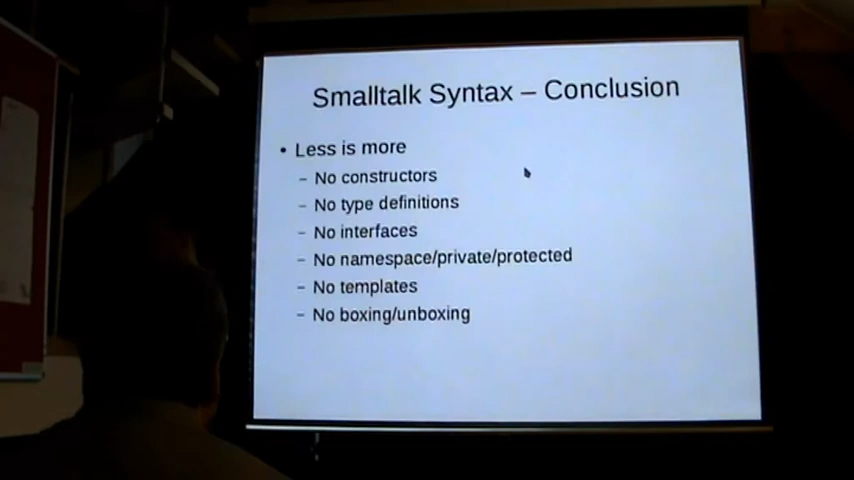 Smalltalk Syntax – Conclusion
• Less is more
– No constructors
– No type definitions
– No interfaces
– No namespace/private/protected
– No templates
– No boxing/unboxing